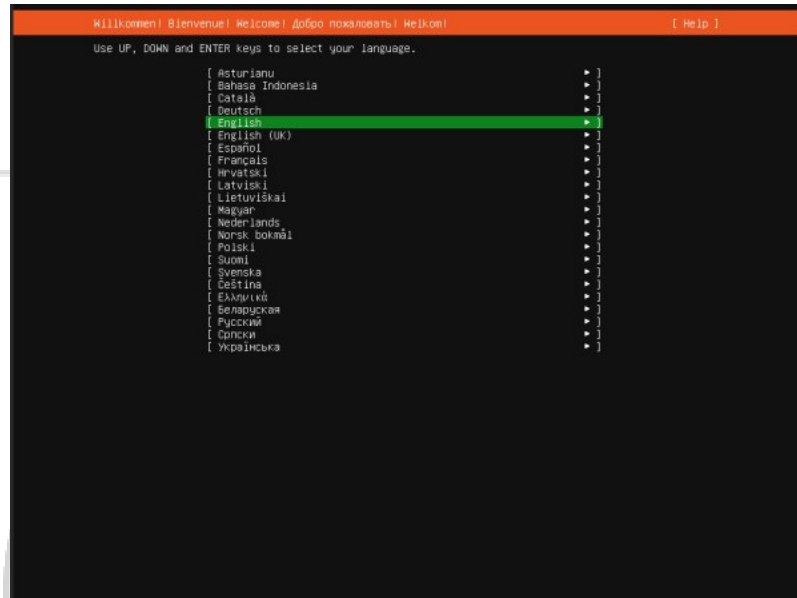 Willkommen! Bienvenue! Welcome! Добро пожаловать! Welkom! [ Help ]
Use UP, DOWN and ENTER keys to select your language.
[ Asturianu ▸ ]
[ Bahasa Indonesia ▸ ]
[ Català ▸ ]
[ Deutsch ▸ ]
[ English ▸ ]
[ English (UK) ▸ ]
[ Español ▸ ]
[ Français ▸ ]
[ Hrvatski ▸ ]
[ Latviski ▸ ]
[ Lietuviškai ▸ ]
[ Magyar ▸ ]
[ Nederlands ▸ ]
[ Norsk bokmål ▸ ]
[ Polski ▸ ]
[ Suomi ▸ ]
[ Svenska ▸ ]
[ Čeština ▸ ]
[ Ελληνικά ▸ ]
[ Беларуская ▸ ]
[ Русский ▸ ]
[ Српски ▸ ]
[ Українська ▸ ]